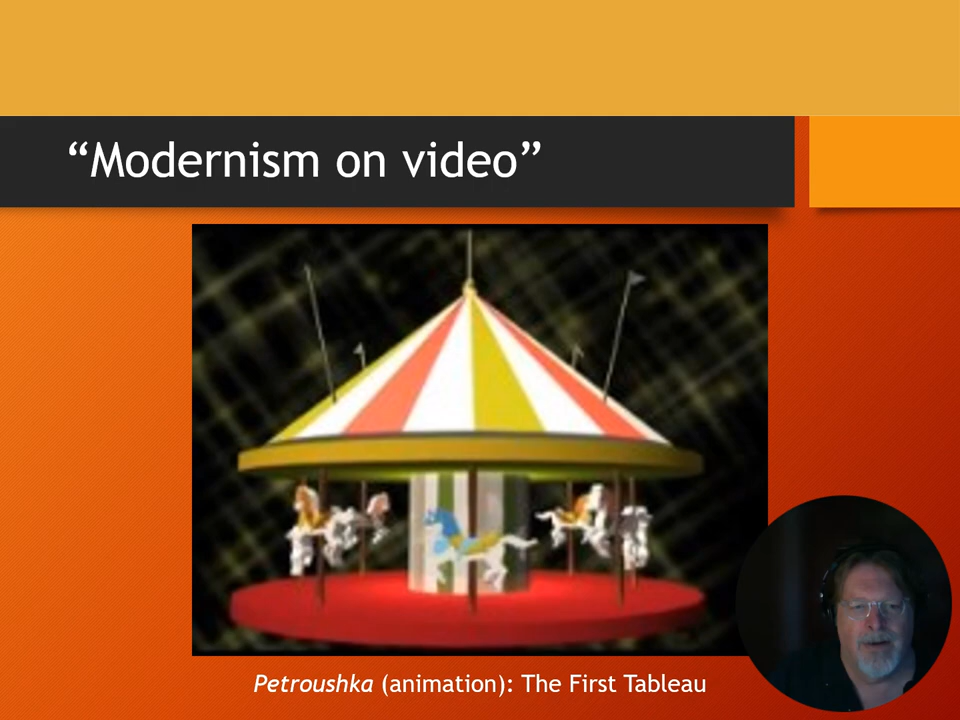 “Modernism on video”
Petroushka (animation): The First Tableau